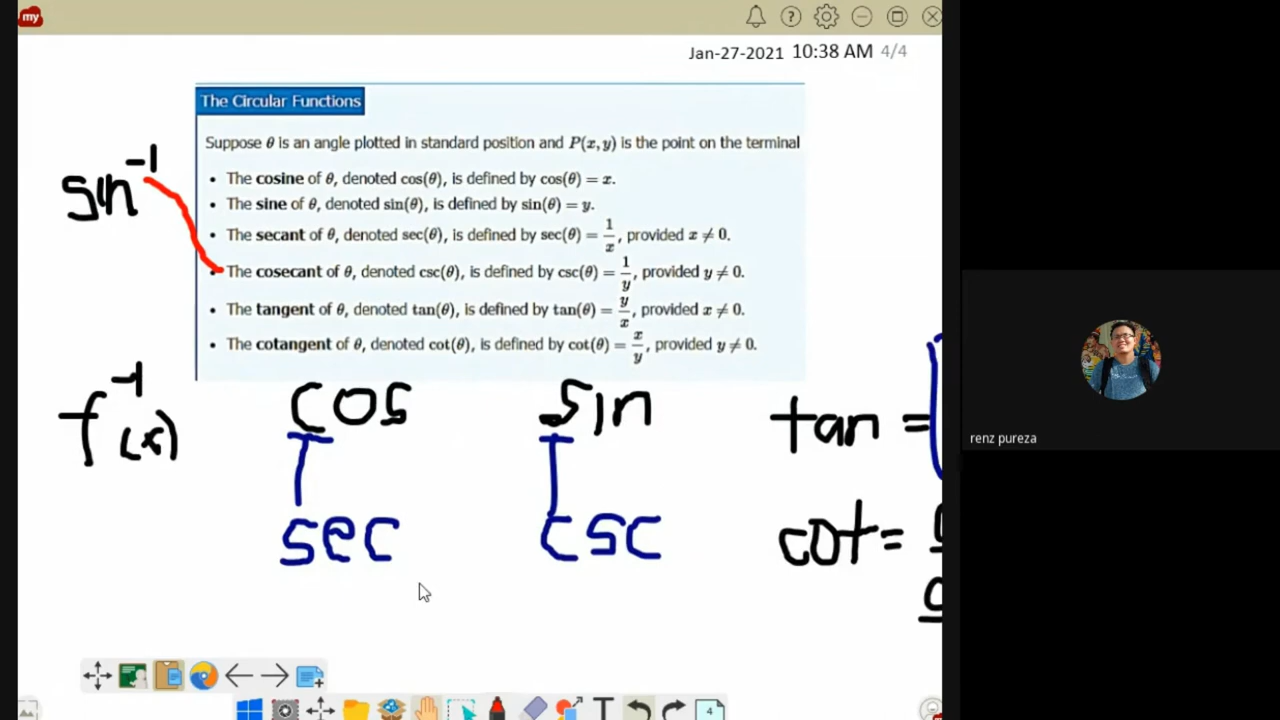 my
Jan-27-2021 10:38 AM 4/4
The Circular Functions
Suppose θ is an angle plotted in standard position and P(x, y) is the point on the terminal
• The cosine of θ, denoted cos(θ), is defined by cos(θ) = x.
• The sine of θ, denoted sin(θ), is defined by sin(θ) = y.
• The secant of θ, denoted sec(θ), is defined by sec(θ) = 1/x, provided x ≠ 0.
• The cosecant of θ, denoted csc(θ), is defined by csc(θ) = 1/y, provided y ≠ 0.
• The tangent of θ, denoted tan(θ), is defined by tan(θ) = y/x, provided x ≠ 0.
• The cotangent of θ, denoted cot(θ), is defined by cot(θ) = x/y, provided y ≠ 0.
sin⁻¹
f⁻¹(x) cos sin tan =
sec csc cot =
renz pureza
T 4